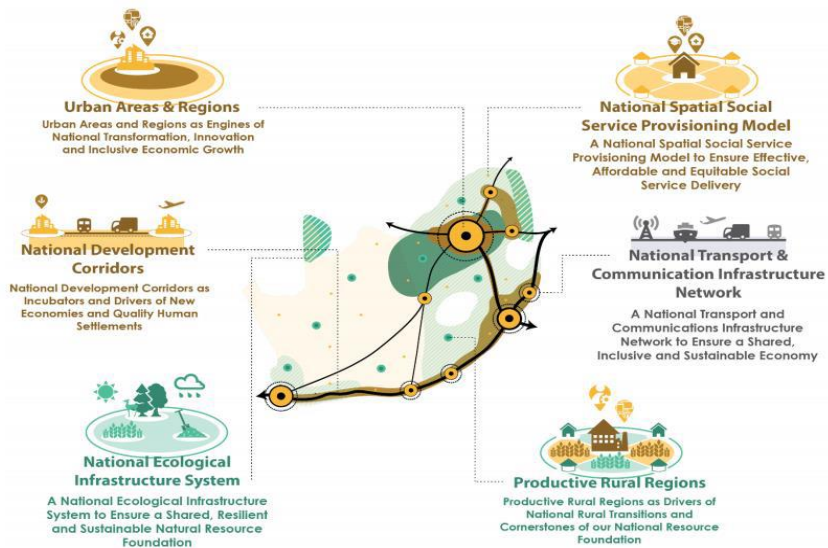 Urban Areas & Regions
Urban Areas and Regions as Engines of
National Transformation, Innovation
and Inclusive Economic Growth
National Development
Corridors
National Development Corridors as
Incubators and Drivers of New
Economies and Quality Human
Settlements
National Ecological
Infrastructure System
A National Ecological Infrastructure
System to Ensure a Shared, Resilient
and Sustainable Natural Resource
Foundation
National Spatial Social
Service Provisioning Model
A National Spatial Social Service
Provisioning Model to Ensure Effective,
Affordable and Equitable Social
Service Delivery
National Transport &
Communication Infrastructure
Network
A National Transport and
Communications Infrastructure
Network to Ensure a Shared,
Inclusive and Sustainable Economy
Productive Rural Regions
Productive Rural Regions as Drivers of
National Rural Transitions and
Cornerstones of our National Resource
Foundation